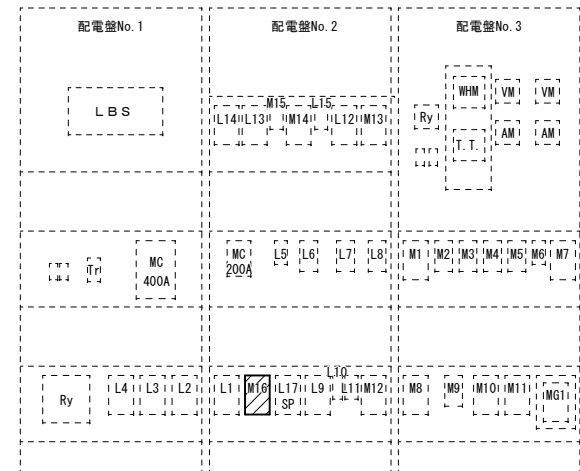 配電盤No.1 配電盤No.2 配電盤No.3
LBS
M15 L15
L14 L13 M14 L12 M13
WHM VM VM
Ry
T.T. AM AM
Tr MC 400A
MC 200A L5 L6 L7 L8
M1 M2 M3 M4 M5 M6 M7
L10
Ry L4 L3 L2
L1 M16 L17 SP L9 L11 M12
M8 M9 M10 M11 MG1